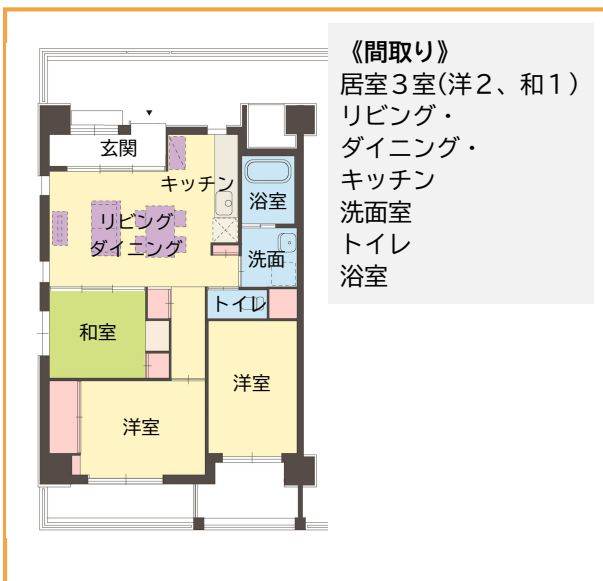 《間取り》
居室３室(洋２、和１)
リビング・
ダイニング・
キッチン
洗面室
トイレ
浴室
玄関
キッチン
浴室
リビング
ダイニング
洗面
トイレ
和室
洋室
洋室